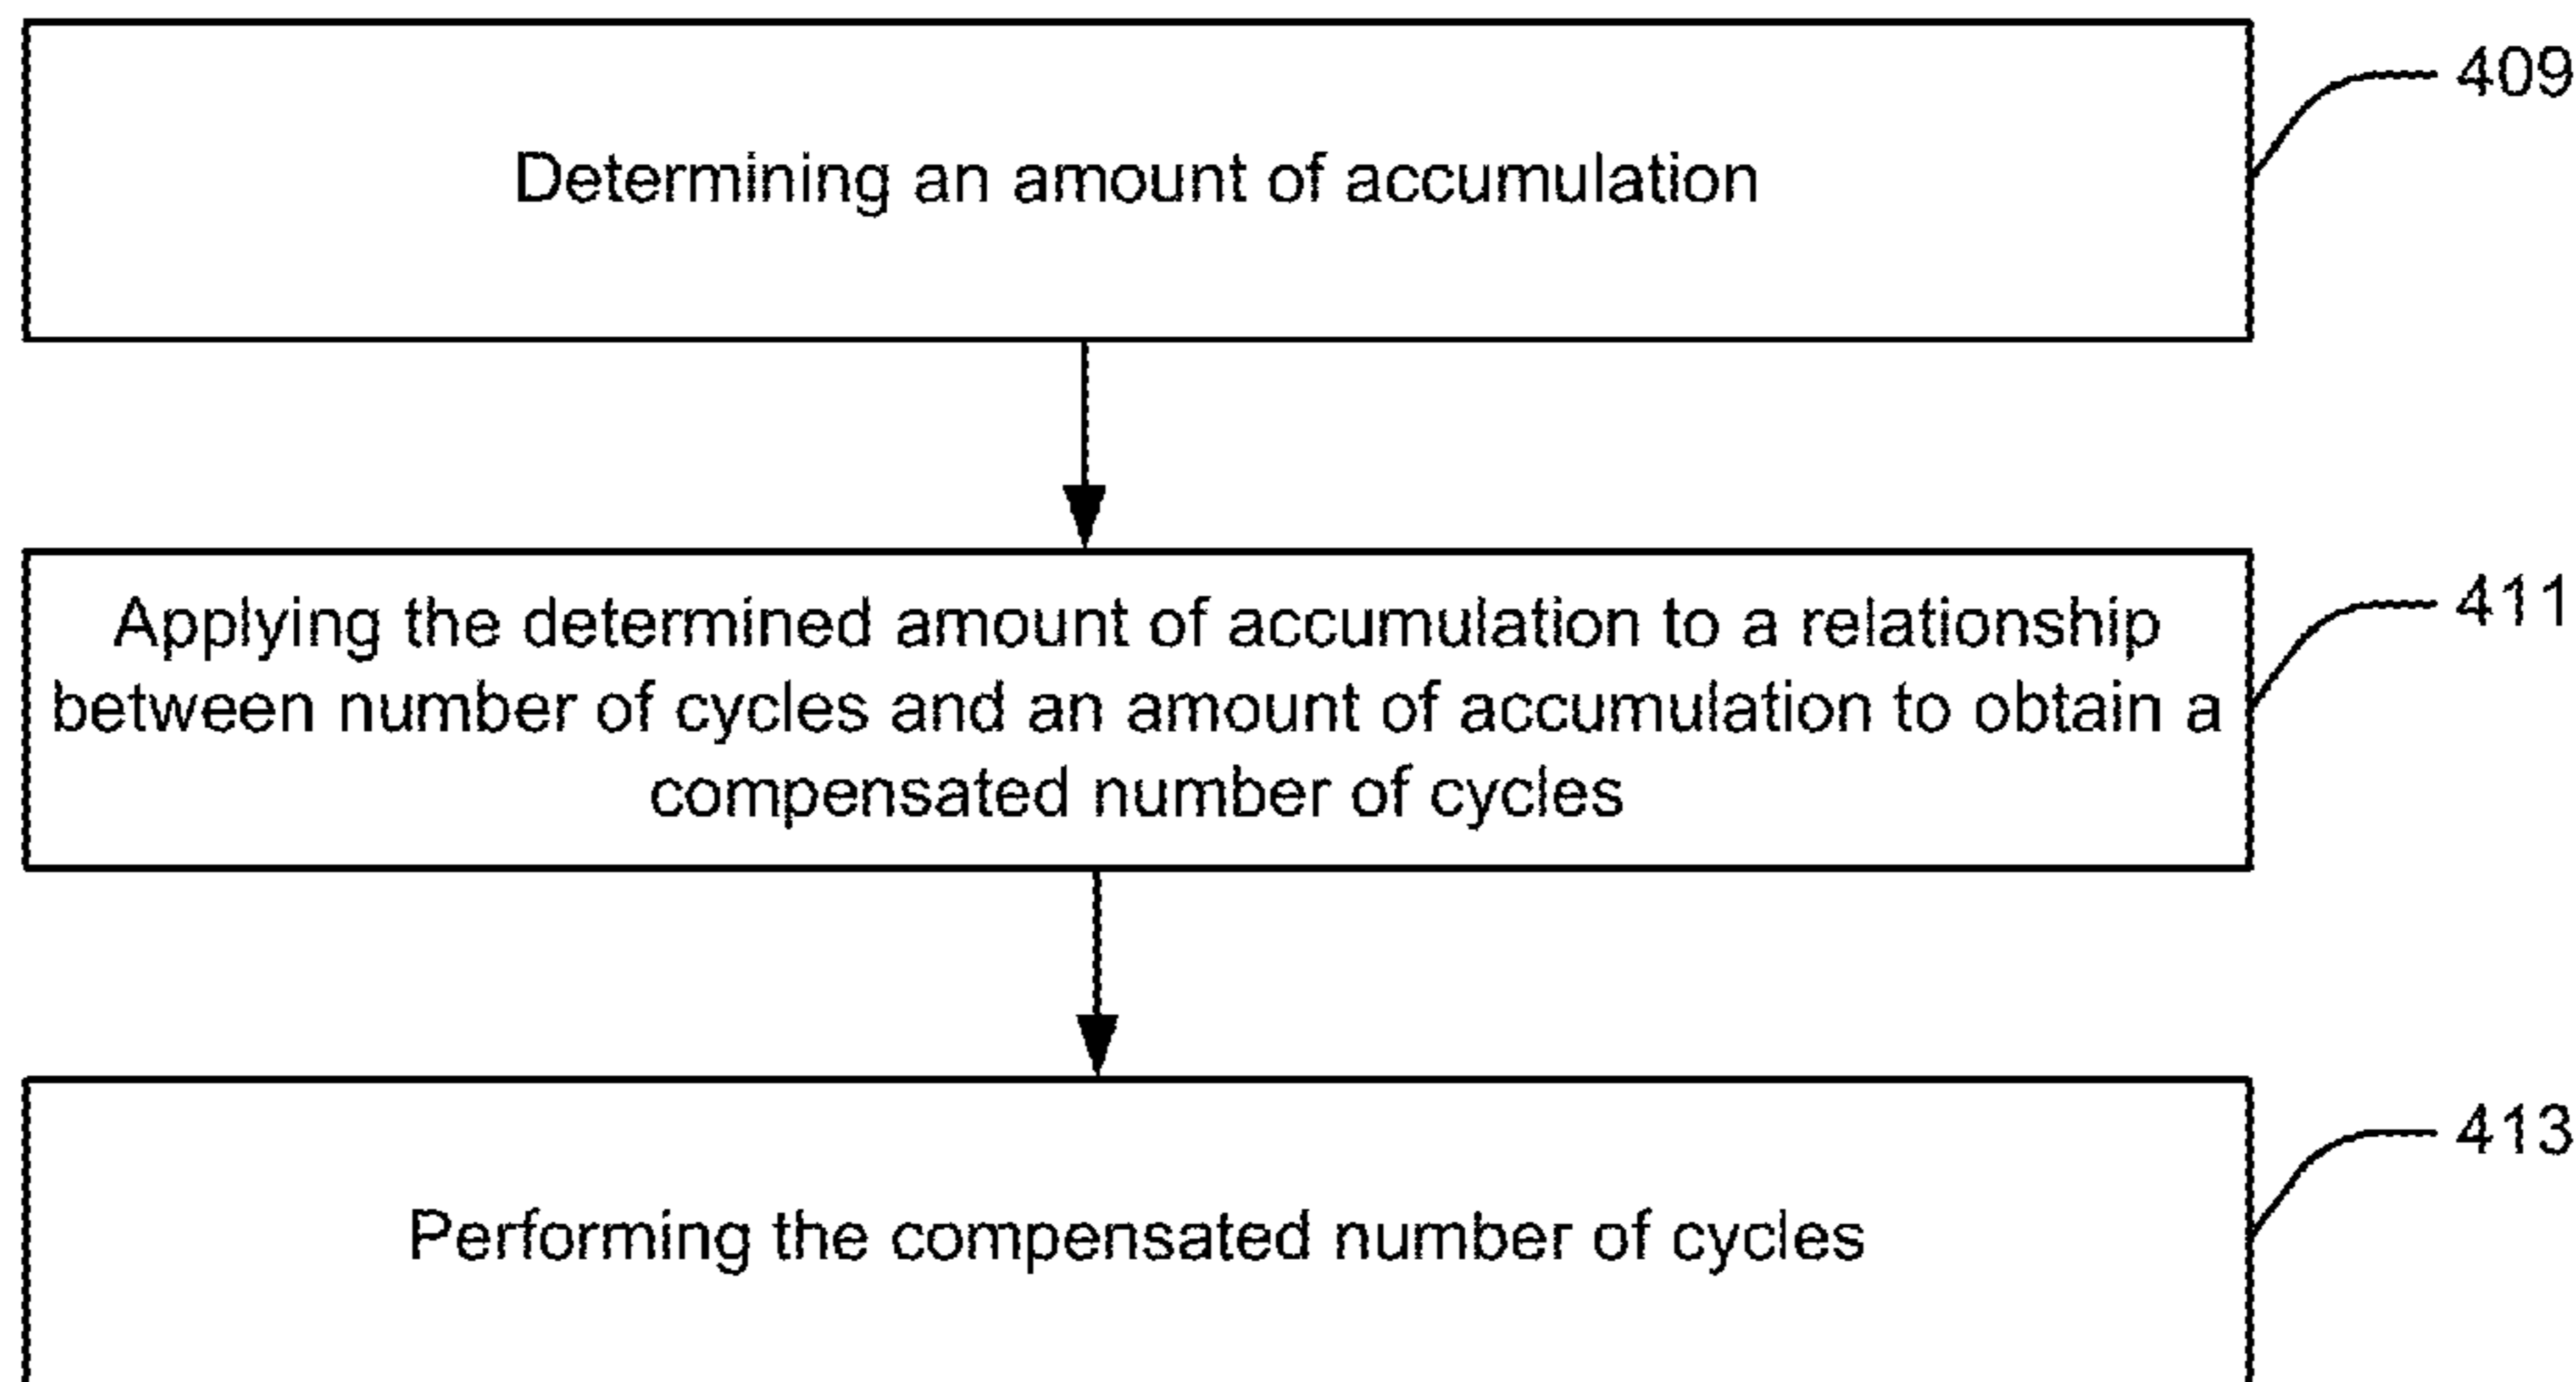 409
Determining an amount of accumulation
411
Applying the determined amount of accumulation to a relationship
between number of cycles and an amount of accumulation to obtain a
compensated number of cycles
413
Performing the compensated number of cycles